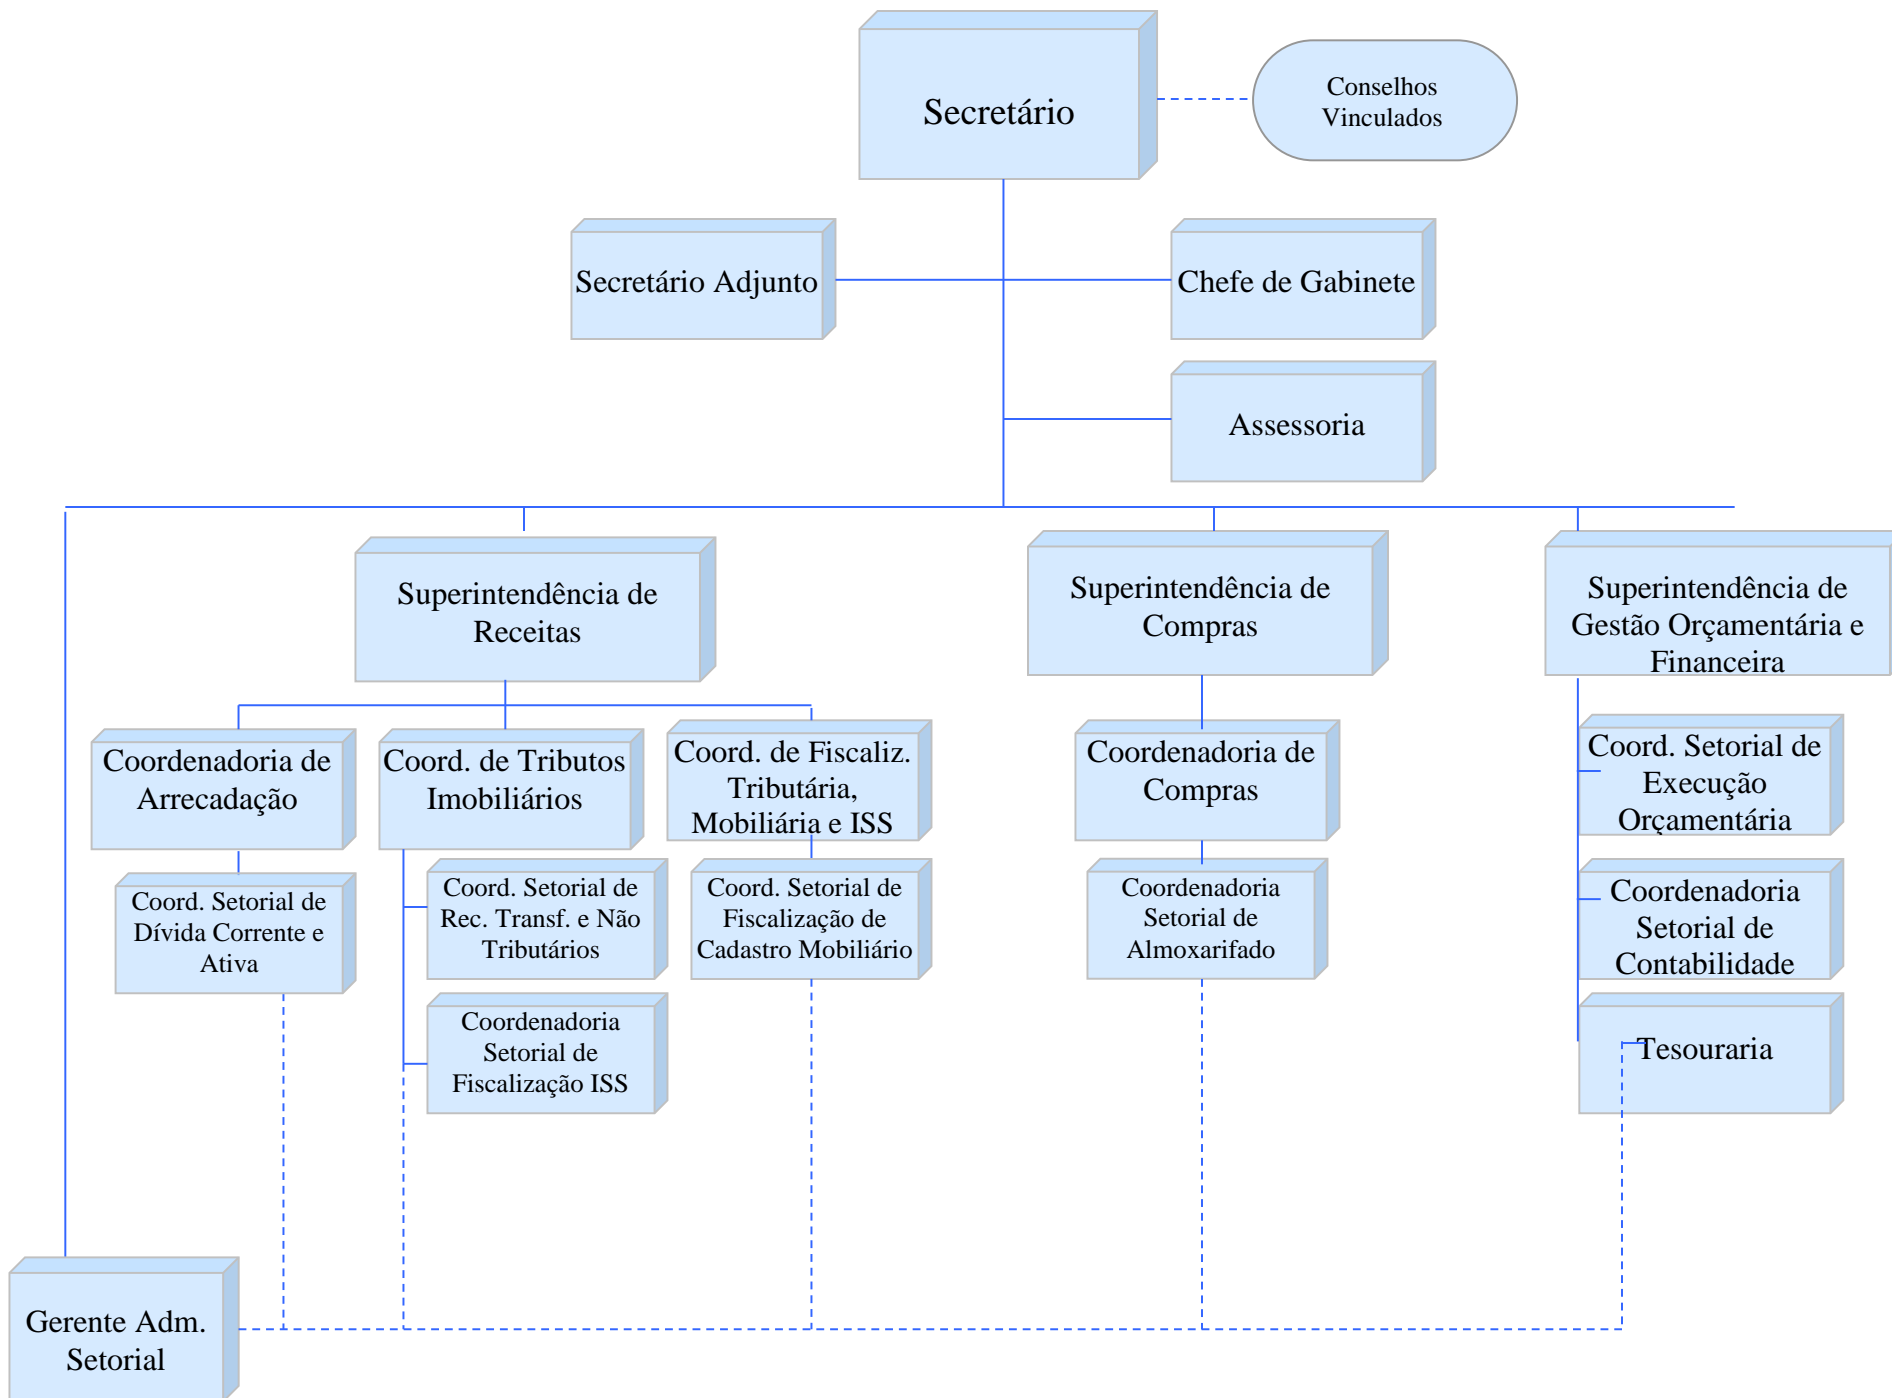 Secretário
Conselhos
Vinculados
Secretário Adjunto
Chefe de Gabinete
Assessoria
Superintendência de
Receitas
Superintendência de
Compras
Superintendência de
Gestão Orçamentária e
Financeira
Coordenadoria de
Arrecadação
Coord. de Tributos
Imobiliários
Coord. de Fiscaliz.
Tributária,
Mobiliária e ISS
Coordenadoria de
Compras
Coord. Setorial de
Execução
Orçamentária
Coord. Setorial de
Dívida Corrente e
Ativa
Coord. Setorial de
Rec. Transf. e Não
Tributários
Coord. Setorial de
Fiscalização de
Cadastro Mobiliário
Coordenadoria
Setorial de
Almoxarifado
Coordenadoria
Setorial de
Contabilidade
Coordenadoria
Setorial de
Fiscalização ISS
Tesouraria
Gerente Adm.
Setorial